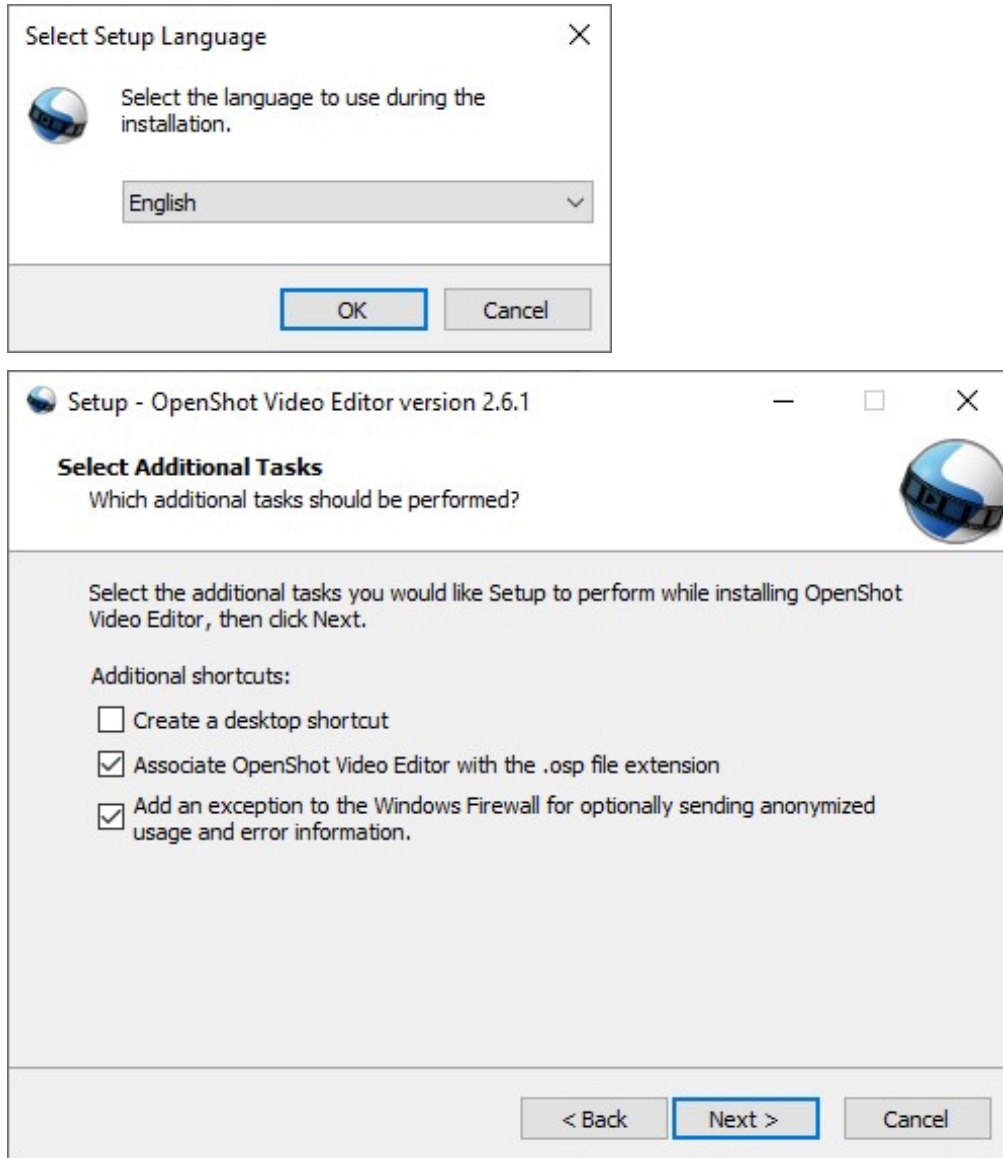 Select Setup Language
Select the language to use during the
installation.
English
OK
Cancel
Setup - OpenShot Video Editor version 2.6.1
Select Additional Tasks
Which additional tasks should be performed?
Select the additional tasks you would like Setup to perform while installing OpenShot
Video Editor, then click Next.
Additional shortcuts:
Create a desktop shortcut
Associate OpenShot Video Editor with the .osp file extension
Add an exception to the Windows Firewall for optionally sending anonymized
usage and error information.
< Back
Next >
Cancel